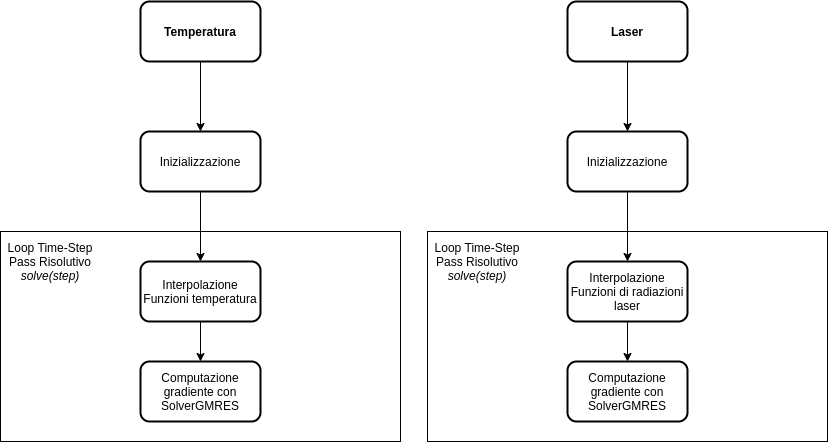 Temperatura
Inizializzazione
Loop Time-Step
Pass Risolutivo
solve(step)
Interpolazione
Funzioni temperatura
Computazione
gradiente con
SolverGMRES
Laser
Inizializzazione
Loop Time-Step
Pass Risolutivo
solve(step)
Interpolazione
Funzioni di radiazioni
laser
Computazione
gradiente con
SolverGMRES